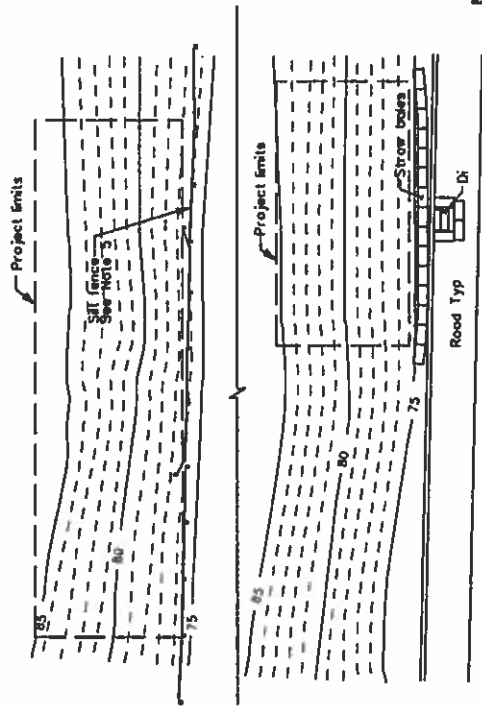 Project limits
Silt fence
See Note 5
85
80
75
Project limits
Straw bales
Di
Road Typ
85
80
75